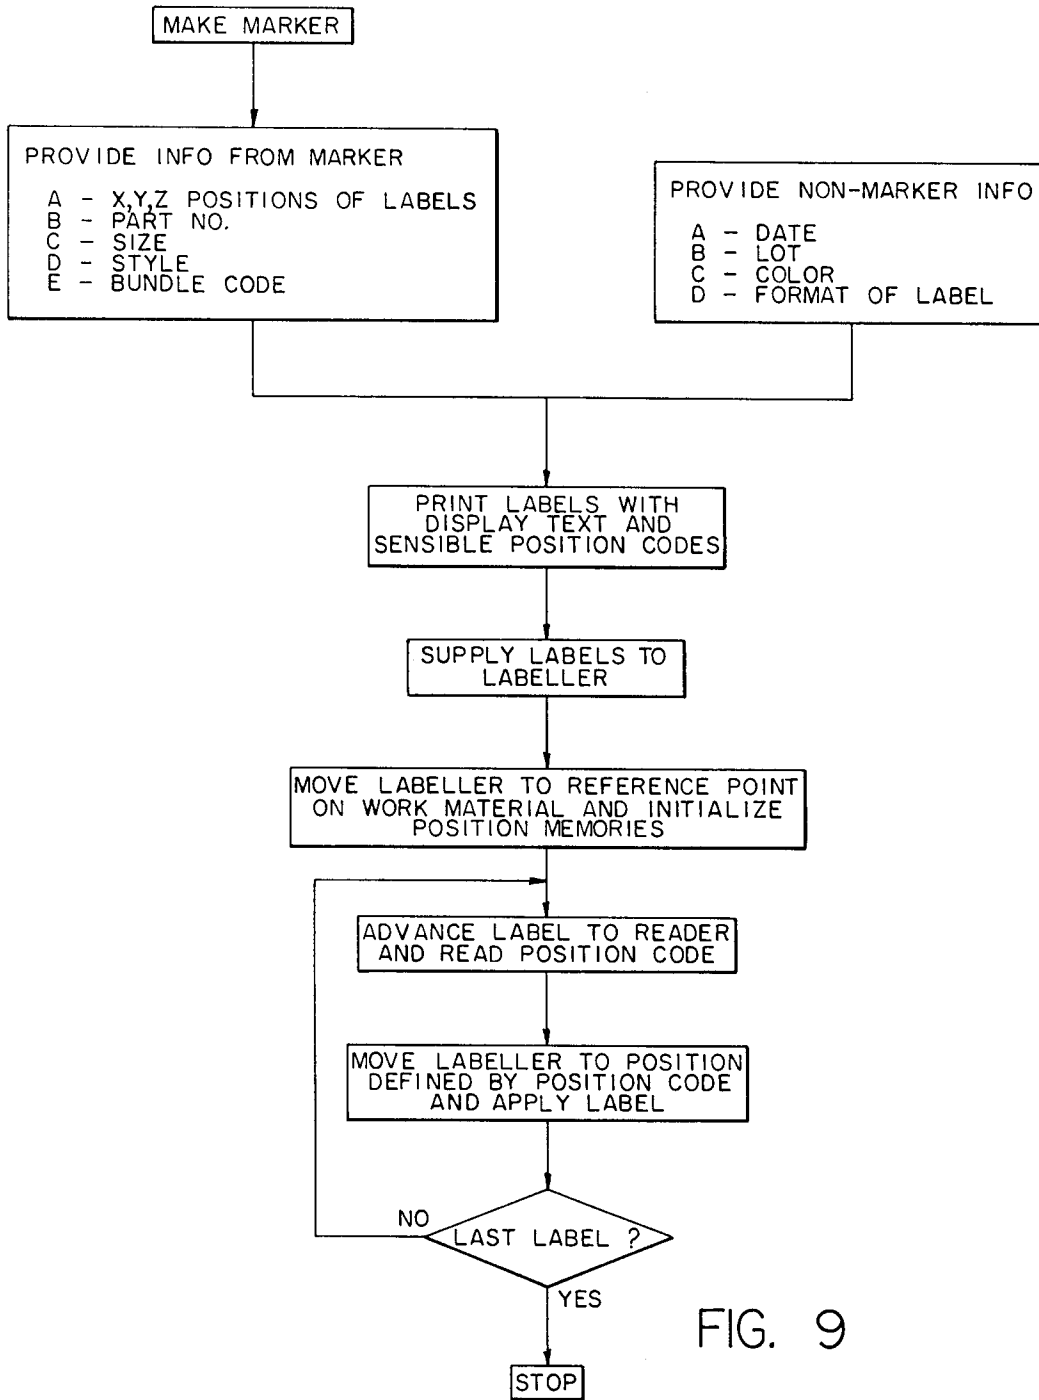 MAKE MARKER
PROVIDE INFO FROM MARKER
A - X,Y,Z POSITIONS OF LABELS
B - PART NO.
C - SIZE
D - STYLE
E - BUNDLE CODE
PROVIDE NON-MARKER INFO
A - DATE
B - LOT
C - COLOR
D - FORMAT OF LABEL
PRINT LABELS WITH
DISPLAY TEXT AND
SENSIBLE POSITION CODES
SUPPLY LABELS TO
LABELLER
MOVE LABELLER TO REFERENCE POINT
ON WORK MATERIAL AND INITIALIZE
POSITION MEMORIES
ADVANCE LABEL TO READER
AND READ POSITION CODE
MOVE LABELLER TO POSITION
DEFINED BY POSITION CODE
AND APPLY LABEL
NO
LAST LABEL ?
YES
STOP
FIG. 9